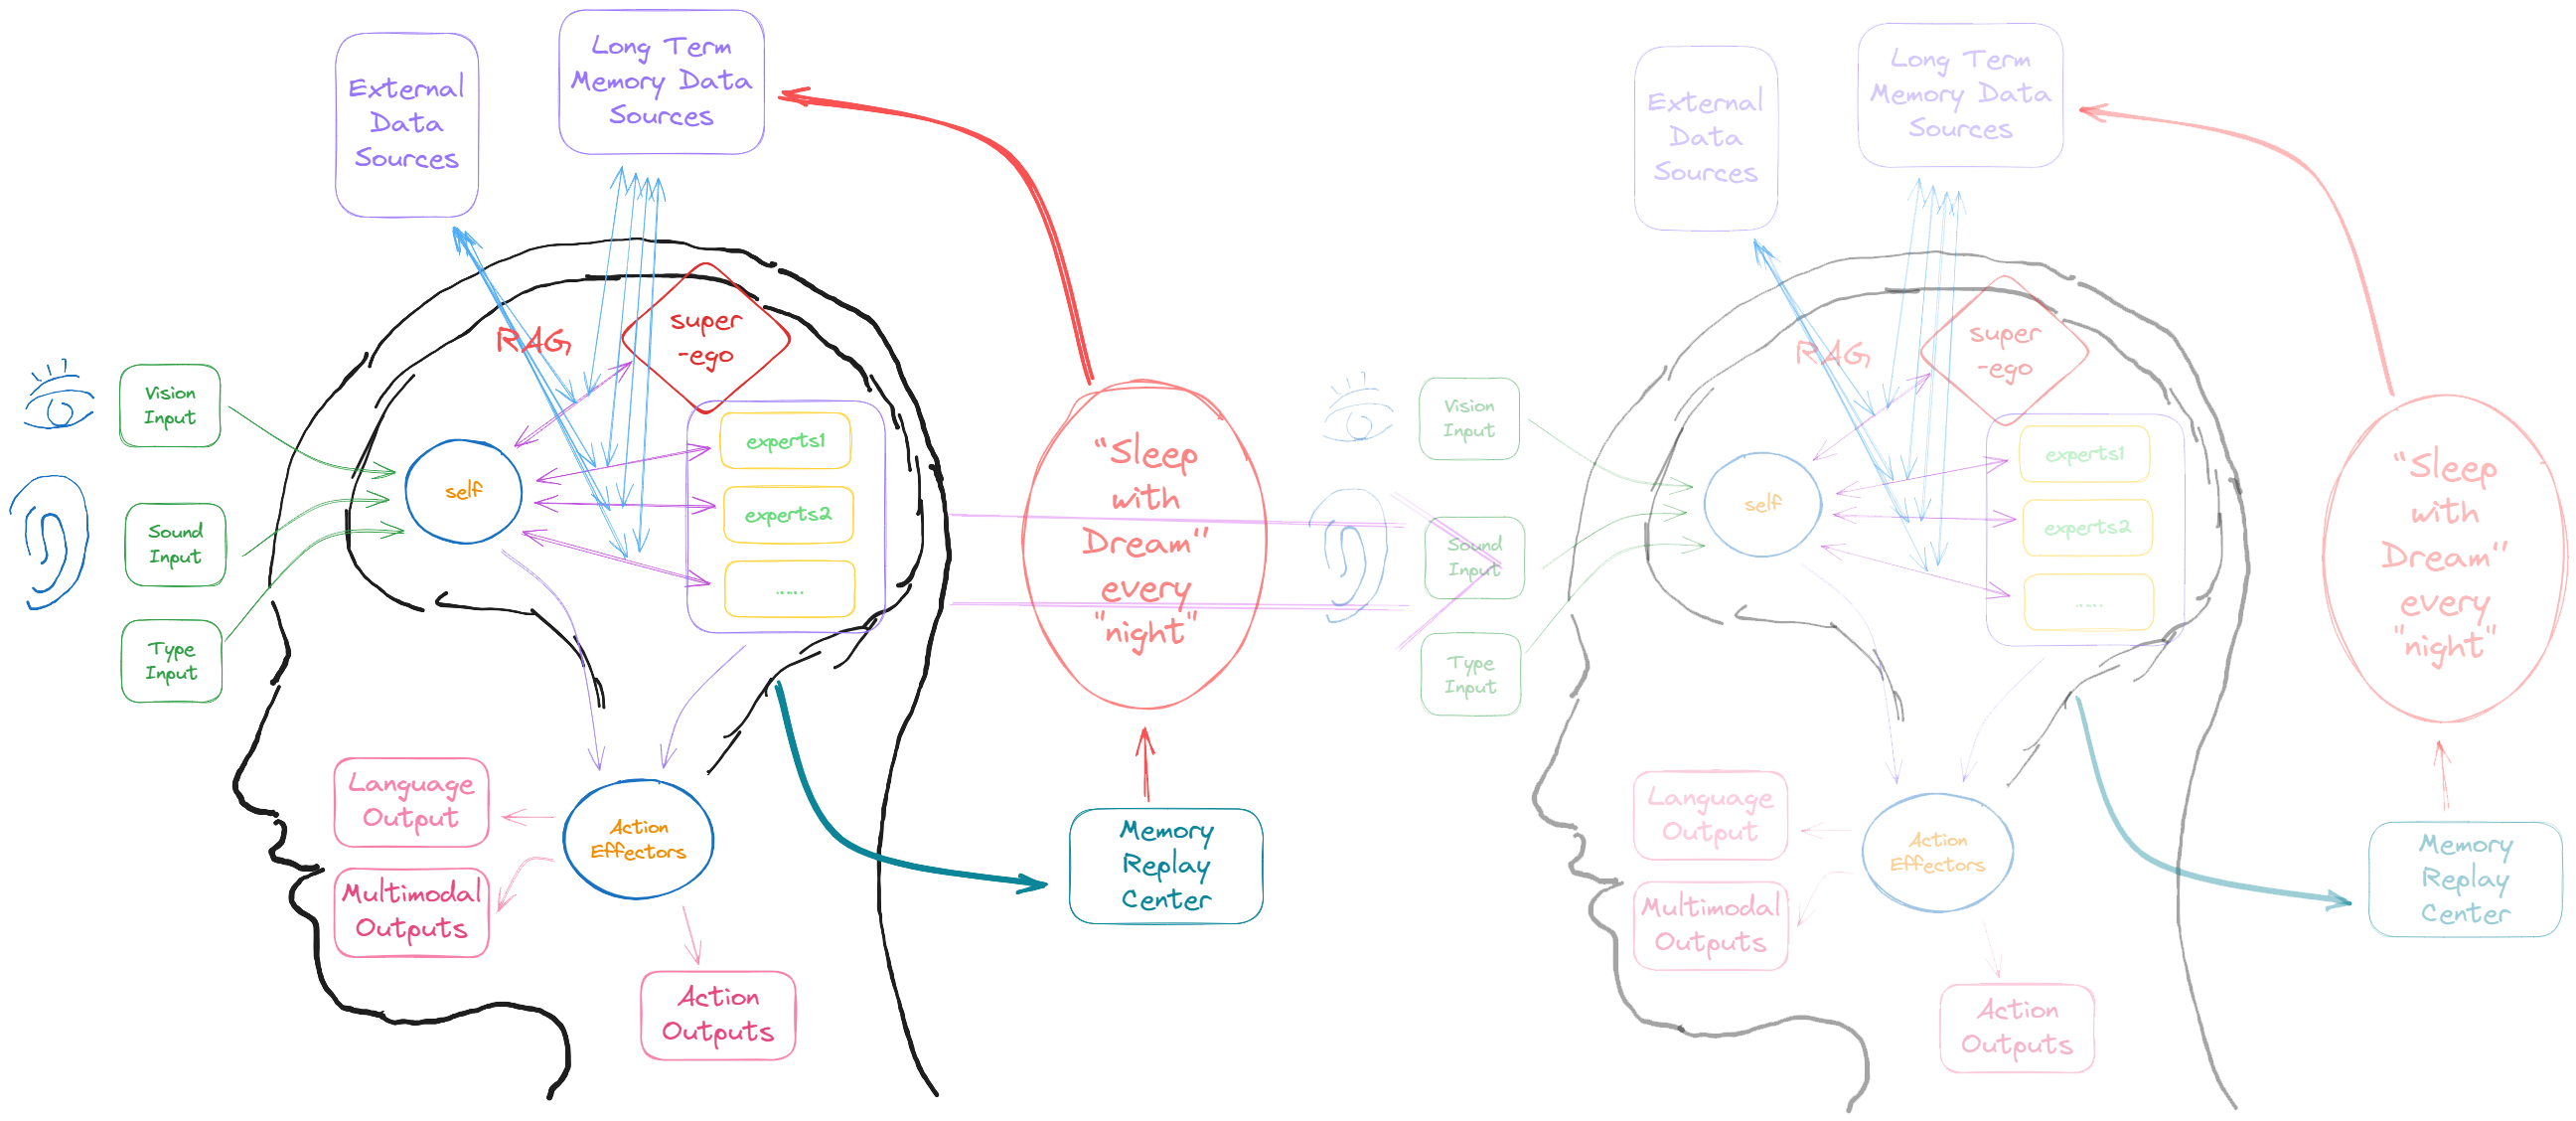 External
Data
Sources
Long Term
Memory Data
Sources
RAG
super
-ego
Vision
Input
Sound
Input
Type
Input
self
experts1
experts2
.....
"Sleep
with
Dream"
every
"night"
Language
Output
Multimodal
Outputs
Action
Effectors
Action
Outputs
Memory
Replay
Center
External
Data
Sources
Long Term
Memory Data
Sources
RAG
super
-ego
Vision
Input
Sound
Input
Type
Input
self
experts1
experts2
.....
"Sleep
with
Dream"
every
"night"
Language
Output
Multimodal
Outputs
Action
Effectors
Action
Outputs
Memory
Replay
Center